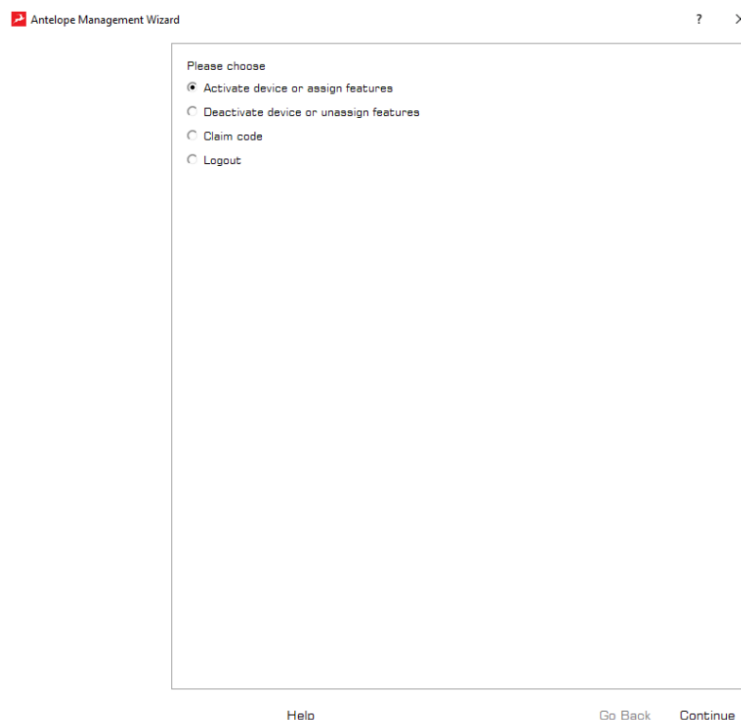 Antelope Management Wizard ?
Please choose
Activate device or assign features
Deactivate device or unassign features
Claim code
Logout
Help Go Back Continue